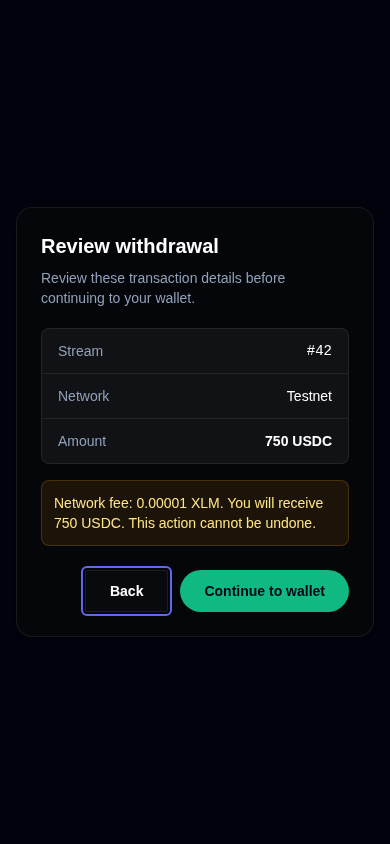 Review withdrawal
Review these transaction details before
continuing to your wallet.
Stream #42
Network Testnet
Amount 750 USDC
Network fee: 0.00001 XLM. You will receive
750 USDC. This action cannot be undone.
Back Continue to wallet